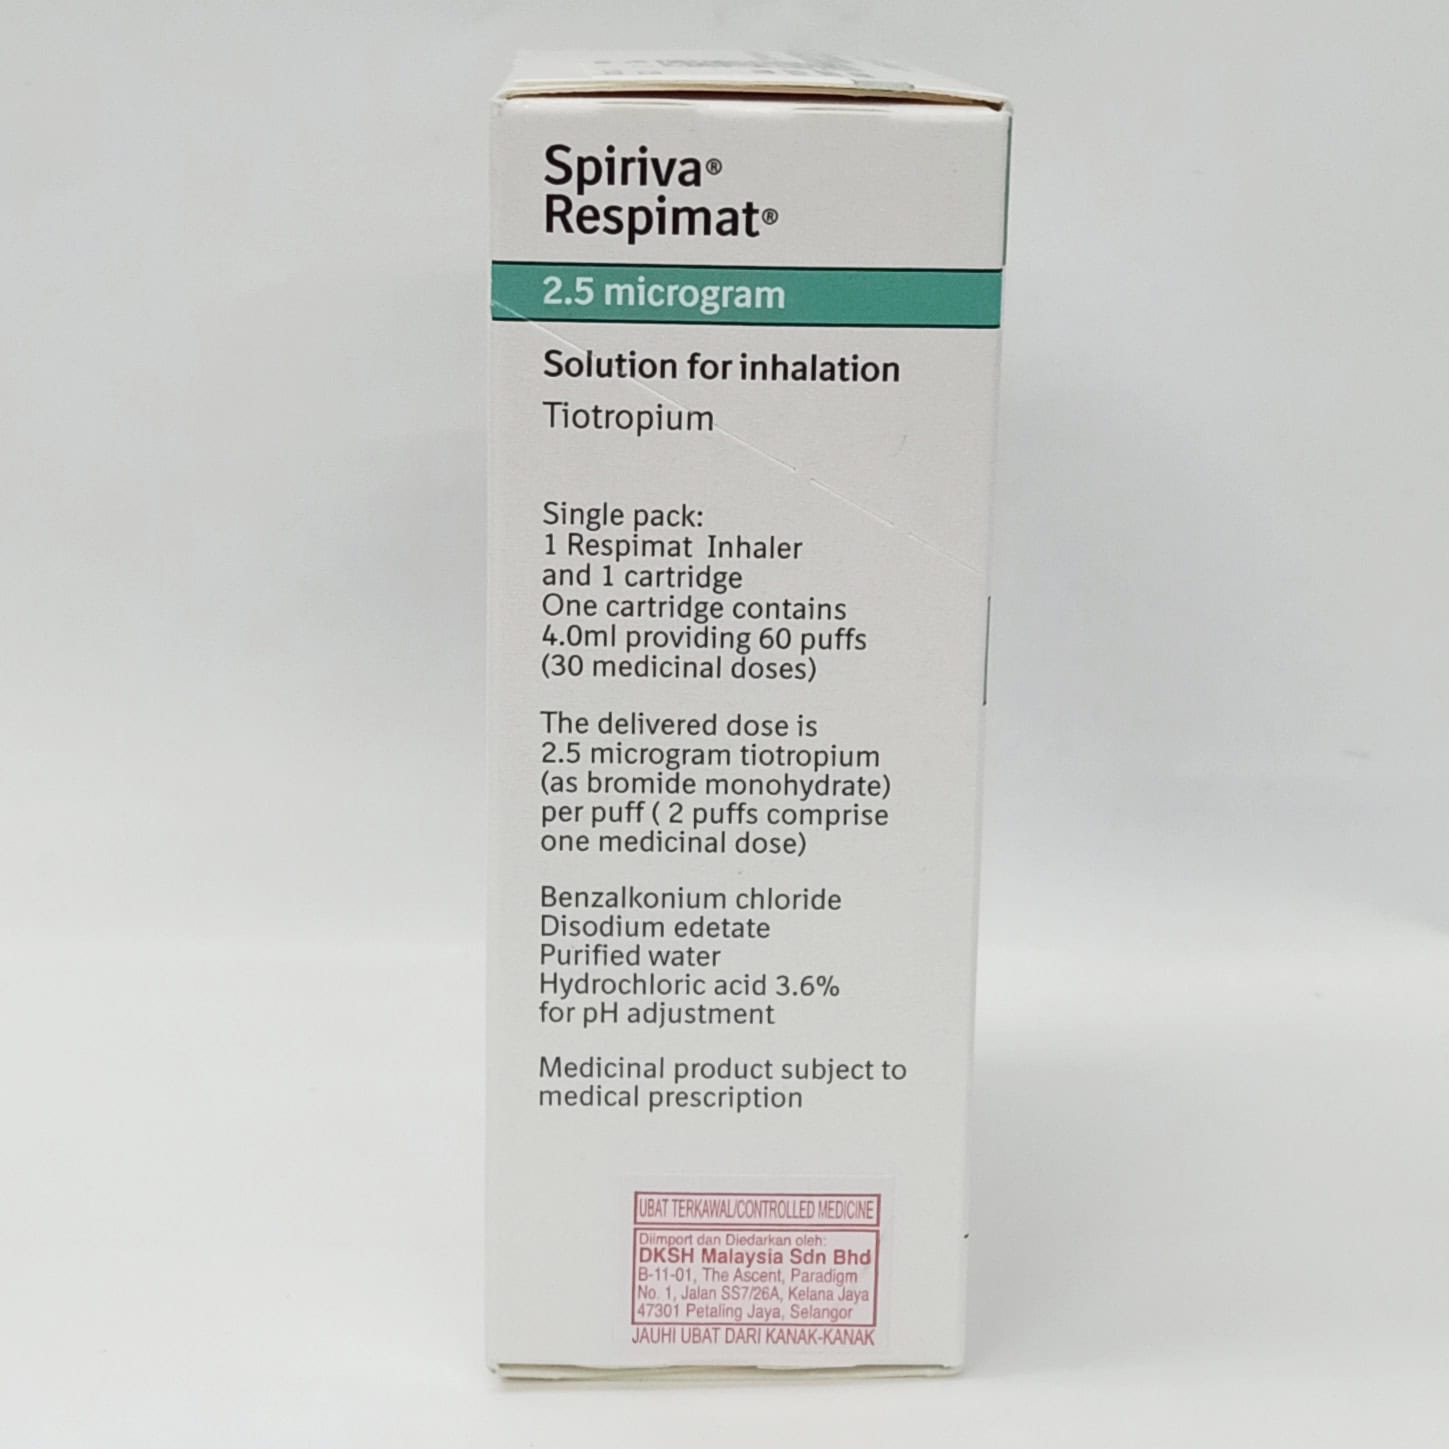 Spiriva®
Respimat®
2.5 microgram
Solution for inhalation
Tiotropium
Single pack:
1 Respimat Inhaler
and 1 cartridge
One cartridge contains
4.0ml providing 60 puffs
(30 medicinal doses)
The delivered dose is
2.5 microgram tiotropium
(as bromide monohydrate)
per puff ( 2 puffs comprise
one medicinal dose)
Benzalkonium chloride
Disodium edetate
Purified water
Hydrochloric acid 3.6%
for pH adjustment
Medicinal product subject to
medical prescription
UBAT TERKAWAL/CONTROLLED MEDICINE
Diimport dan Diedarkan oleh:
DKSH Malaysia Sdn Bhd
B-11-01, The Ascent, Paradigm
No. 1, Jalan SS7/26A, Kelana Jaya
47301 Petaling Jaya, Selangor
JAUHI UBAT DARI KANAK-KANAK